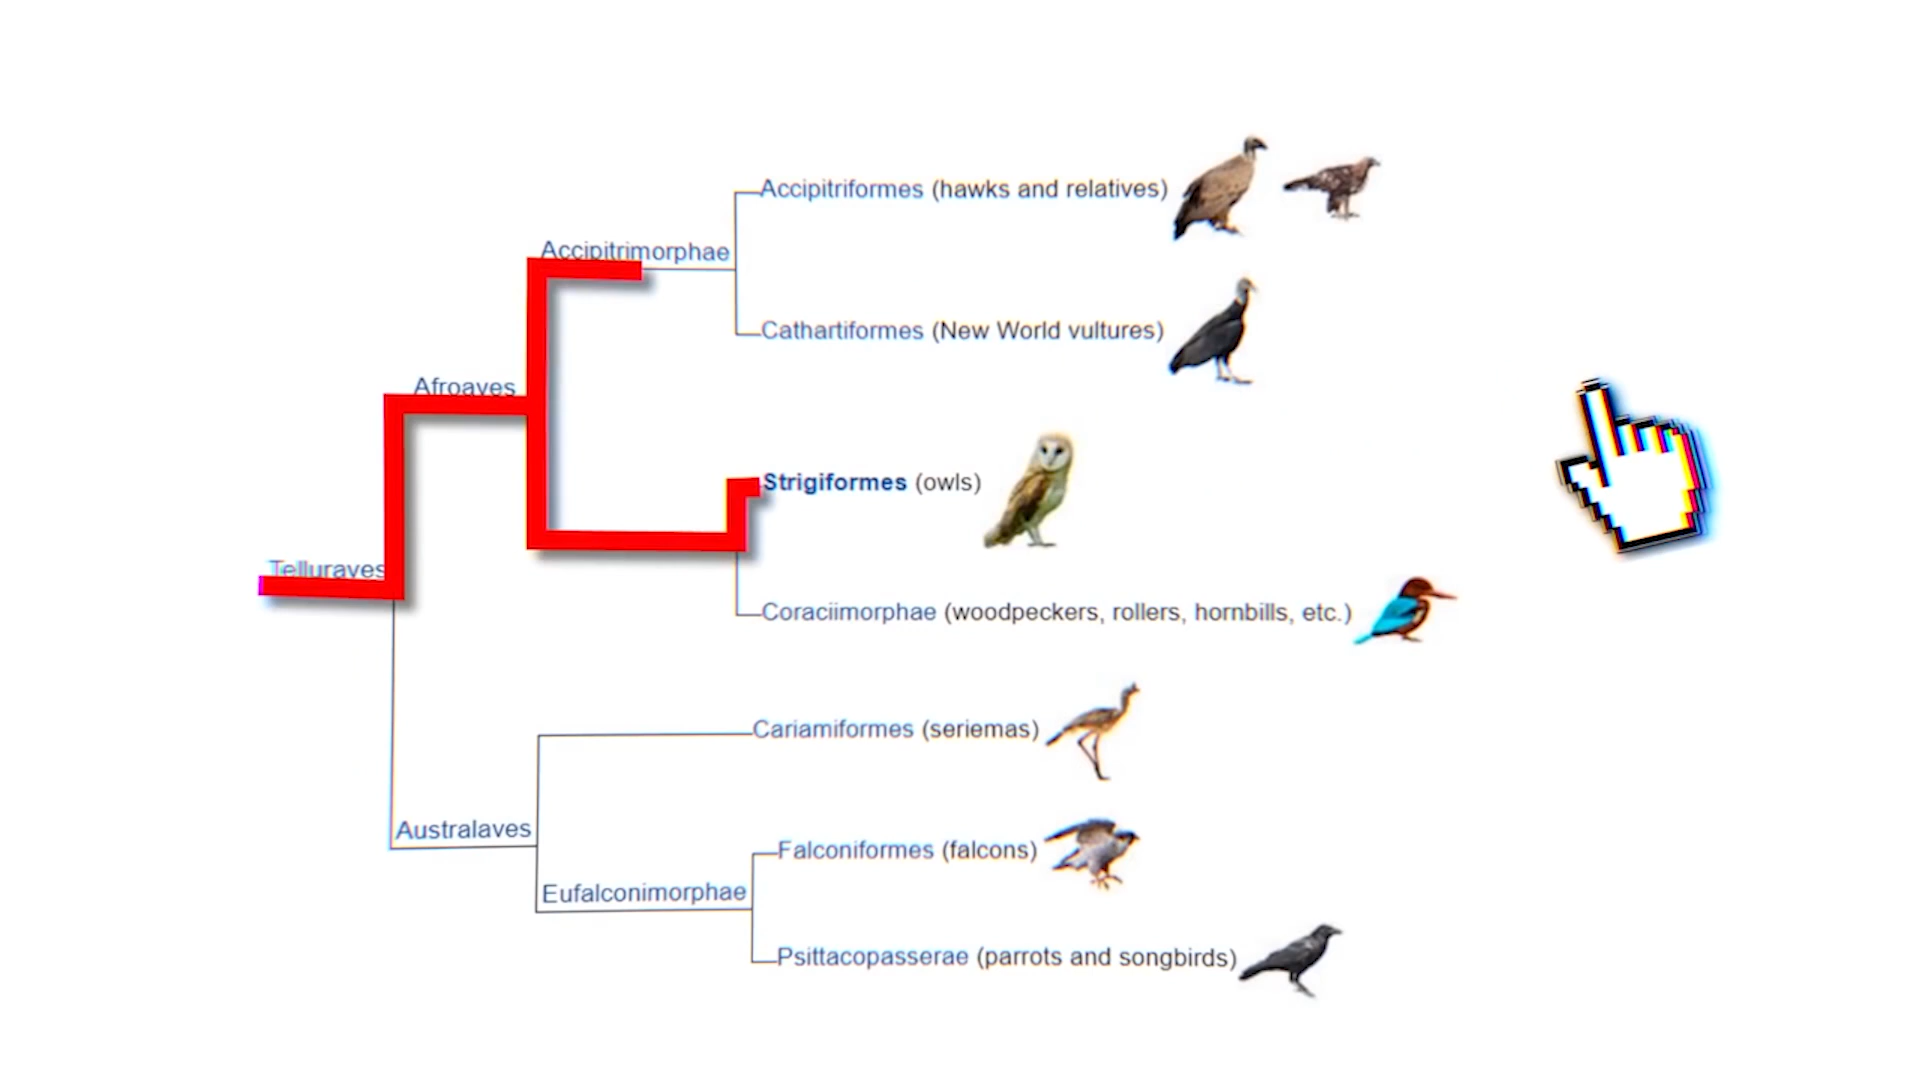 Accipitriformes (hawks and relatives)
Accipitrimorphae
Cathartiformes (New World vultures)
Afroaves
Strigiformes (owls)
Telluraves
Coraciimorphae (woodpeckers, rollers, hornbills, etc.)
Cariamiformes (seriemas)
Australaves
Falconiformes (falcons)
Eufalconimorphae
Psittacopasserae (parrots and songbirds)